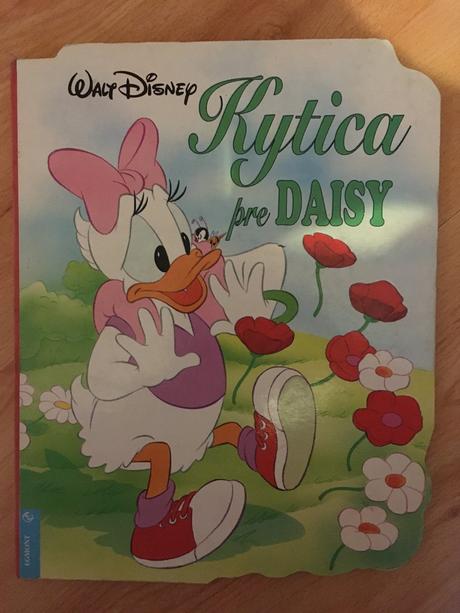 WALT DISNEY
Kytica
pre DAISY
EGMONT